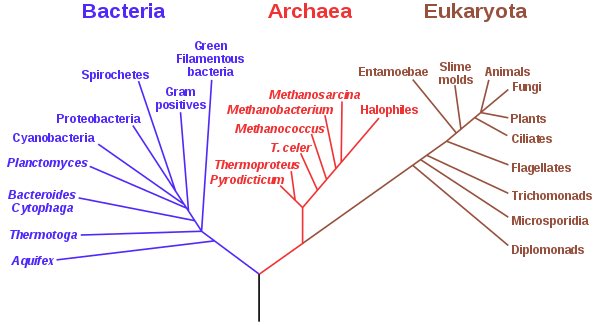 Bacteria
Archaea
Eukaryota
Green
Filamentous
bacteria
Spirochetes
Gram
positives
Proteobacteria
Cyanobacteria
Planctomyces
Bacteroides
Cytophaga
Thermotoga
Aquifex
Methanosarcina
Methanobacterium
Halophiles
Methanococcus
T. celer
Thermoproteus
Pyrodicticum
Entamoebae
Slime
molds
Animals
Fungi
Plants
Ciliates
Flagellates
Trichomonads
Microsporidia
Diplomonads